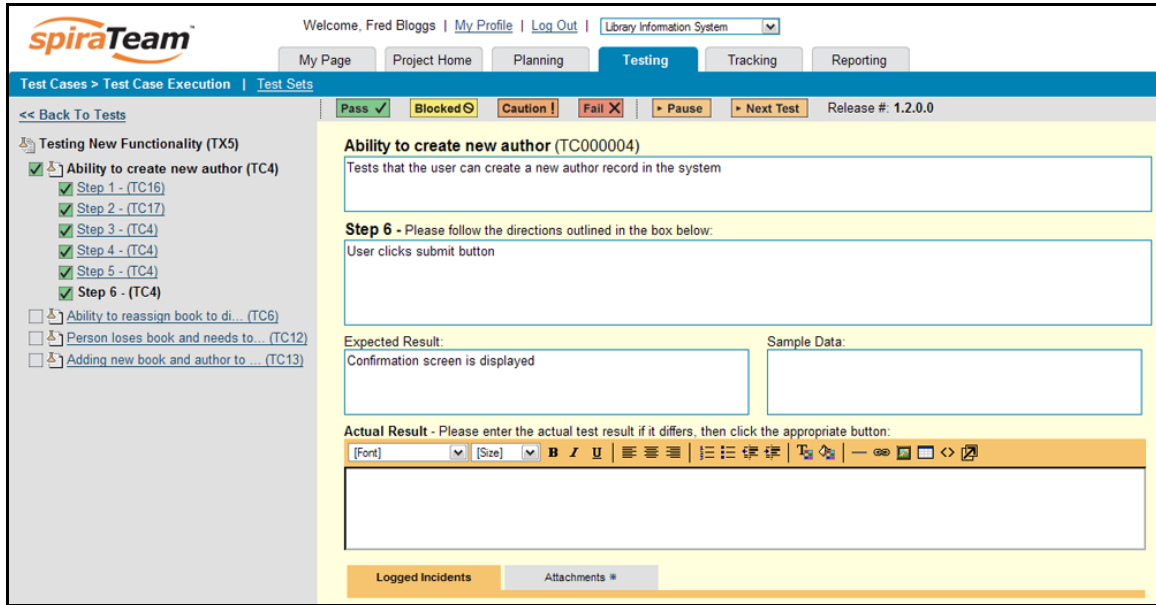 spiraTeam
Welcome, Fred Bloggs | My Profile | Log Out | Library Information System
My Page Project Home Planning Testing Tracking Reporting
Test Cases > Test Case Execution | Test Sets
<< Back To Tests
Pass Blocked Caution ! Fail Pause Next Test Release #: 1.2.0.0
Testing New Functionality (TX5)
Ability to create new author (TC4)
Step 1 - (TC16)
Step 2 - (TC17)
Step 3 - (TC4)
Step 4 - (TC4)
Step 5 - (TC4)
Step 6 - (TC4)
Ability to reassign book to di... (TC6)
Person loses book and needs to... (TC12)
Adding new book and author to ... (TC13)
Ability to create new author (TC000004)
Tests that the user can create a new author record in the system
Step 6 - Please follow the directions outlined in the box below:
User clicks submit button
Expected Result: Sample Data:
Confirmation screen is displayed
Actual Result - Please enter the actual test result if it differs, then click the appropriate button:
[Font] [Size] B I U
Logged Incidents Attachments